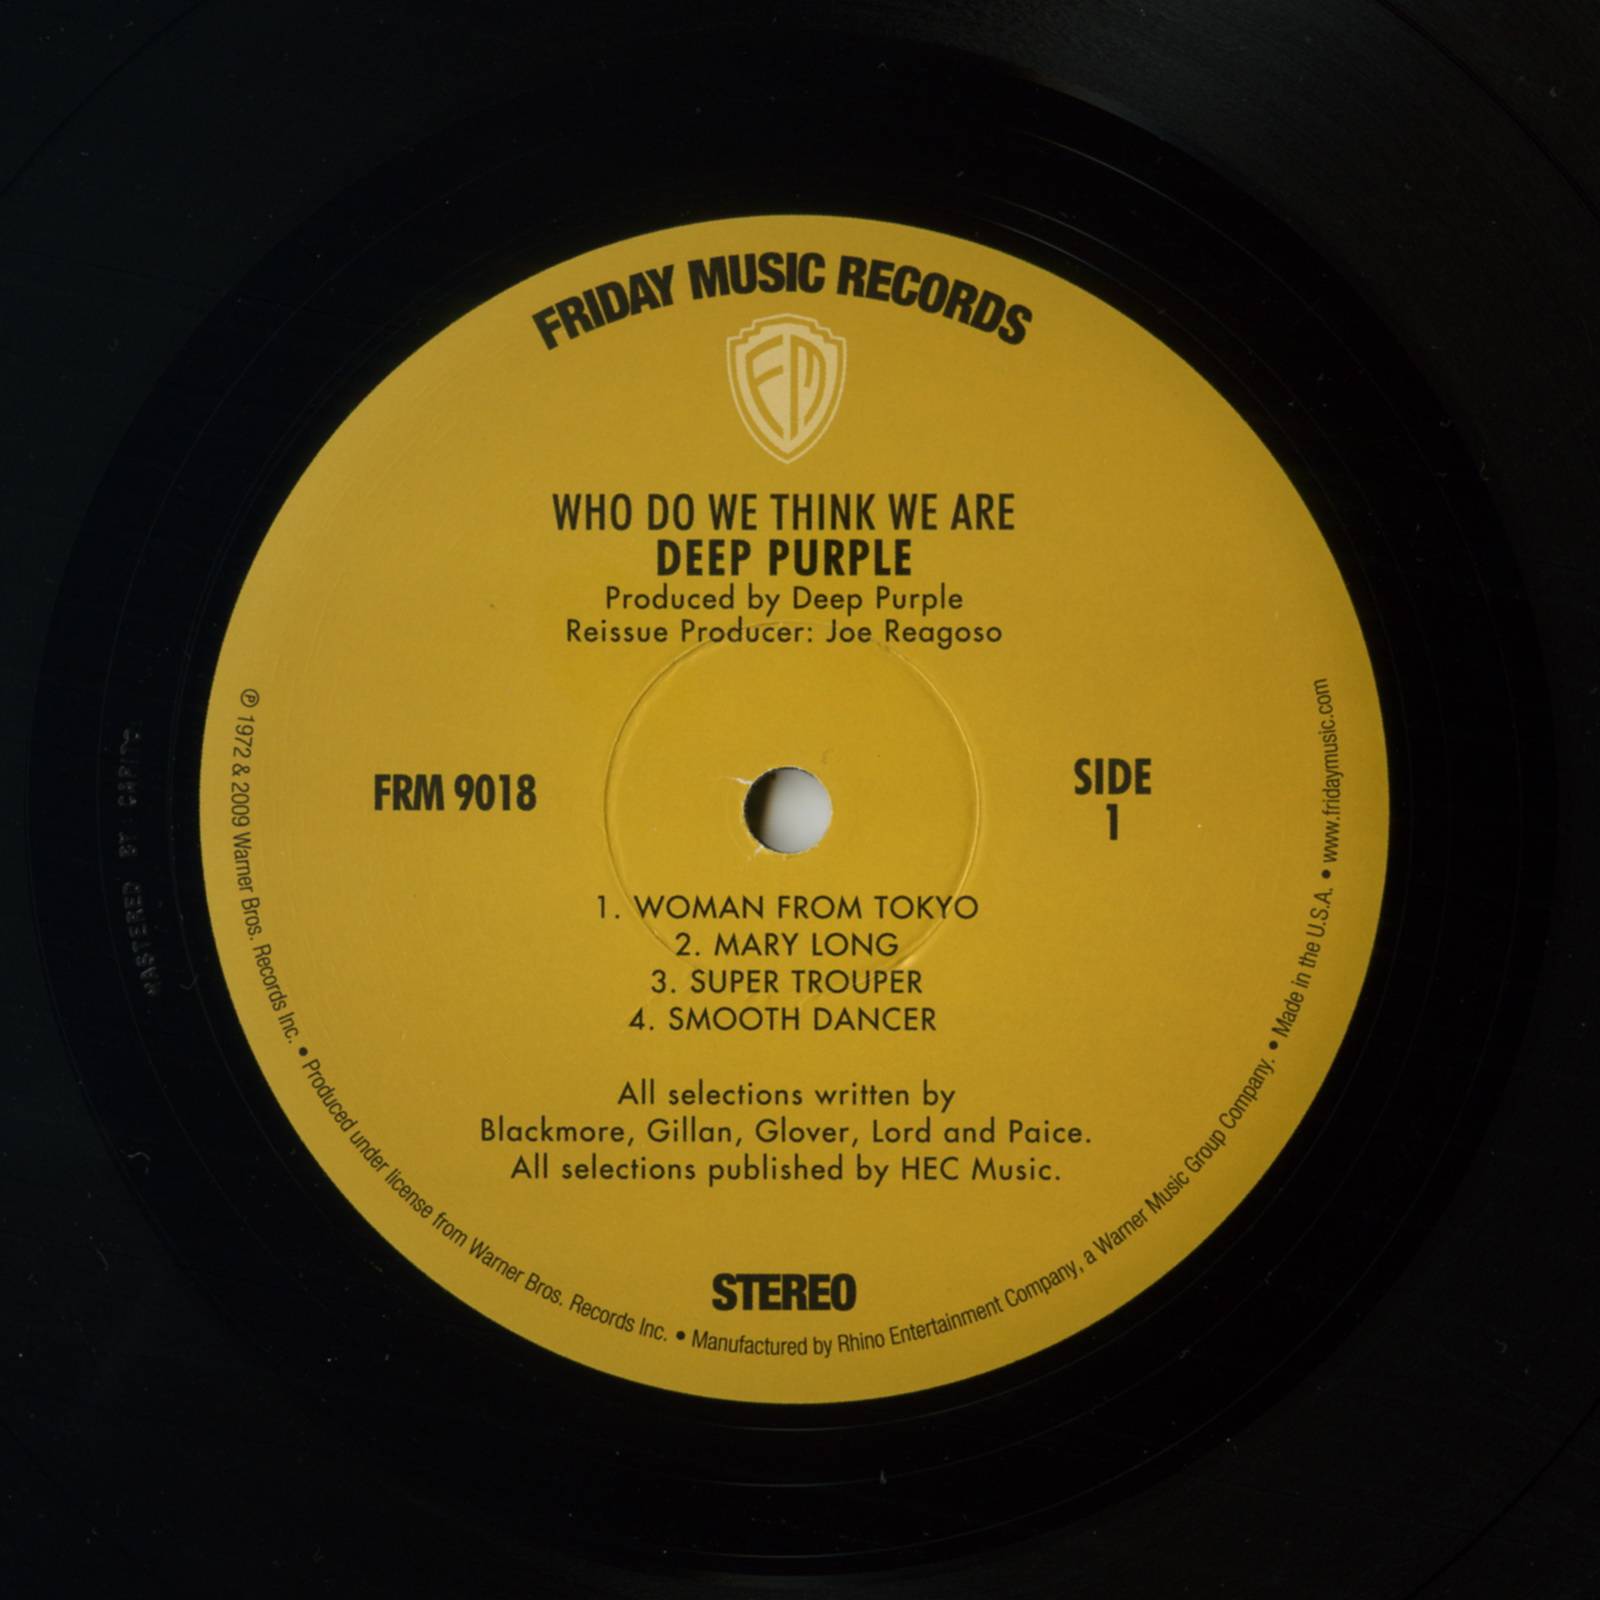 FRIDAY MUSIC RECORDS
FM
WHO DO WE THINK WE ARE
DEEP PURPLE
Produced by Deep Purple
Reissue Producer: Joe Reagoso
FRM 9018
SIDE
1
1. WOMAN FROM TOKYO
2. MARY LONG
3. SUPER TROUPER
4. SMOOTH DANCER
All selections written by
Blackmore, Gillan, Glover, Lord and Paice.
All selections published by HEC Music.
STEREO
℗ 1972 & 2009 Warner Bros. Records Inc. • Produced under license from Warner Bros. Records Inc. • Manufactured by Rhino Entertainment Company, a Warner Music Group Company. • Made in the U.S.A. • www.fridaymusic.com
MASTERED BY CAPITOL